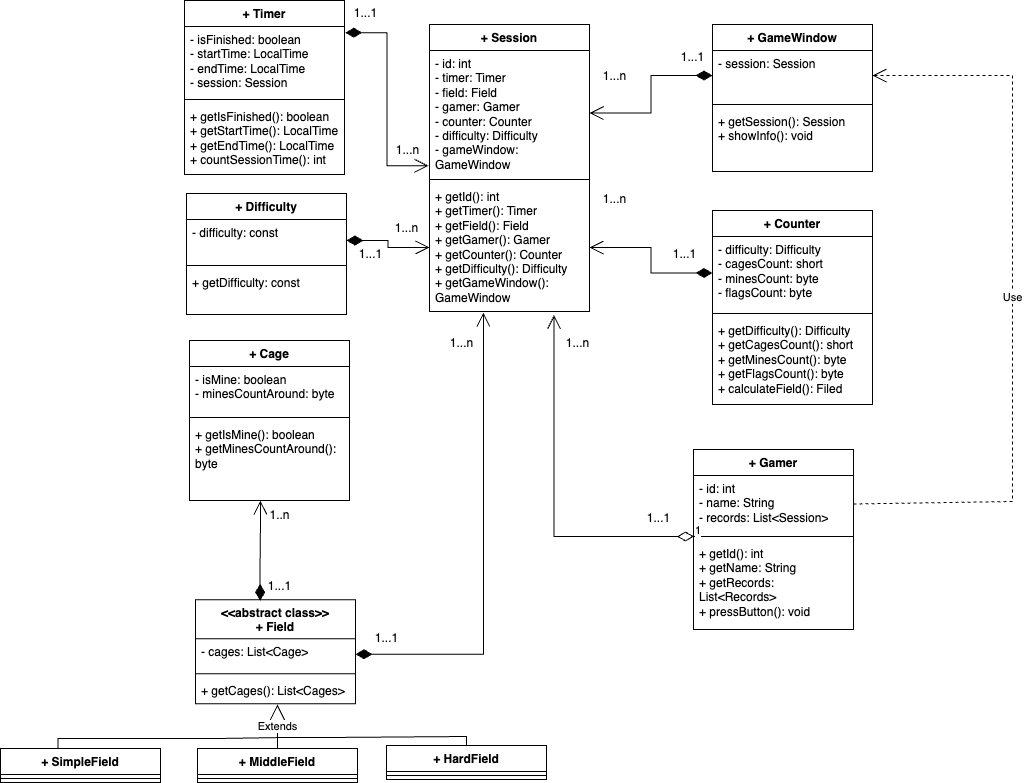 + Timer
- isFinished: boolean
- startTime: LocalTime
- endTime: LocalTime
- session: Session
+ getIsFinished(): boolean
+ getStartTime(): LocalTime
+ getEndTime(): LocalTime
+ countSessionTime(): int
1...1
1...n
+ Session
- id: int
- timer: Timer
- field: Field
- gamer: Gamer
- counter: Counter
- difficulty: Difficulty
- gameWindow:
GameWindow
+ getId(): int
+ getTimer(): Timer
+ getField(): Field
+ getGamer(): Gamer
+ getCounter(): Counter
+ getDifficulty(): Difficulty
+ getGameWindow():
GameWindow
1...1
1...n
+ GameWindow
- session: Session
+ getSession(): Session
+ showInfo(): void
+ Difficulty
- difficulty: const
+ getDifficulty: const
1...n
1...1
1...n
1...1
+ Counter
- difficulty: Difficulty
- cagesCount: short
- minesCount: byte
- flagsCount: byte
+ getDifficulty(): Difficulty
+ getCagesCount(): short
+ getMinesCount(): byte
+ getFlagsCount(): byte
+ calculateField(): Filed
Use
+ Cage
- isMine: boolean
- minesCountAround: byte
+ getIsMine(): boolean
+ getMinesCountAround():
byte
1...n
1...n
1..n
1...1
+ Gamer
- id: int
- name: String
- records: List<Session>
+ getId(): int
+ getName: String
+ getRecords:
List<Records>
+ pressButton(): void
1...1
1
<<abstract class>>
+ Field
- cages: List<Cage>
+ getCages(): List<Cages>
1...1
Extends
+ SimpleField
+ MiddleField
+ HardField